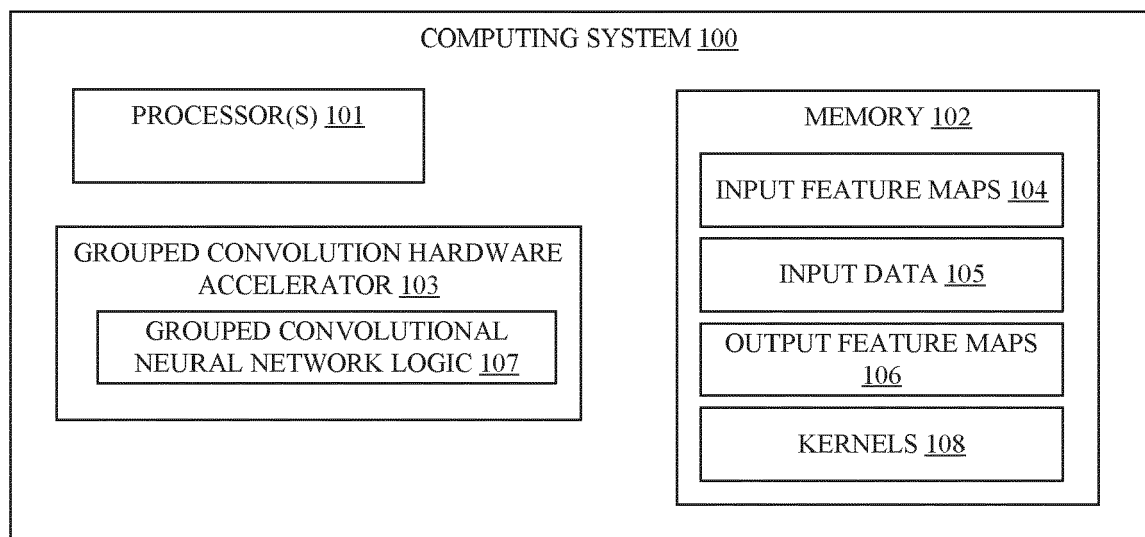 COMPUTING SYSTEM 100
PROCESSOR(S) 101
GROUPED CONVOLUTION HARDWARE
ACCELERATOR 103
GROUPED CONVOLUTIONAL
NEURAL NETWORK LOGIC 107
MEMORY 102
INPUT FEATURE MAPS 104
INPUT DATA 105
OUTPUT FEATURE MAPS
106
KERNELS 108